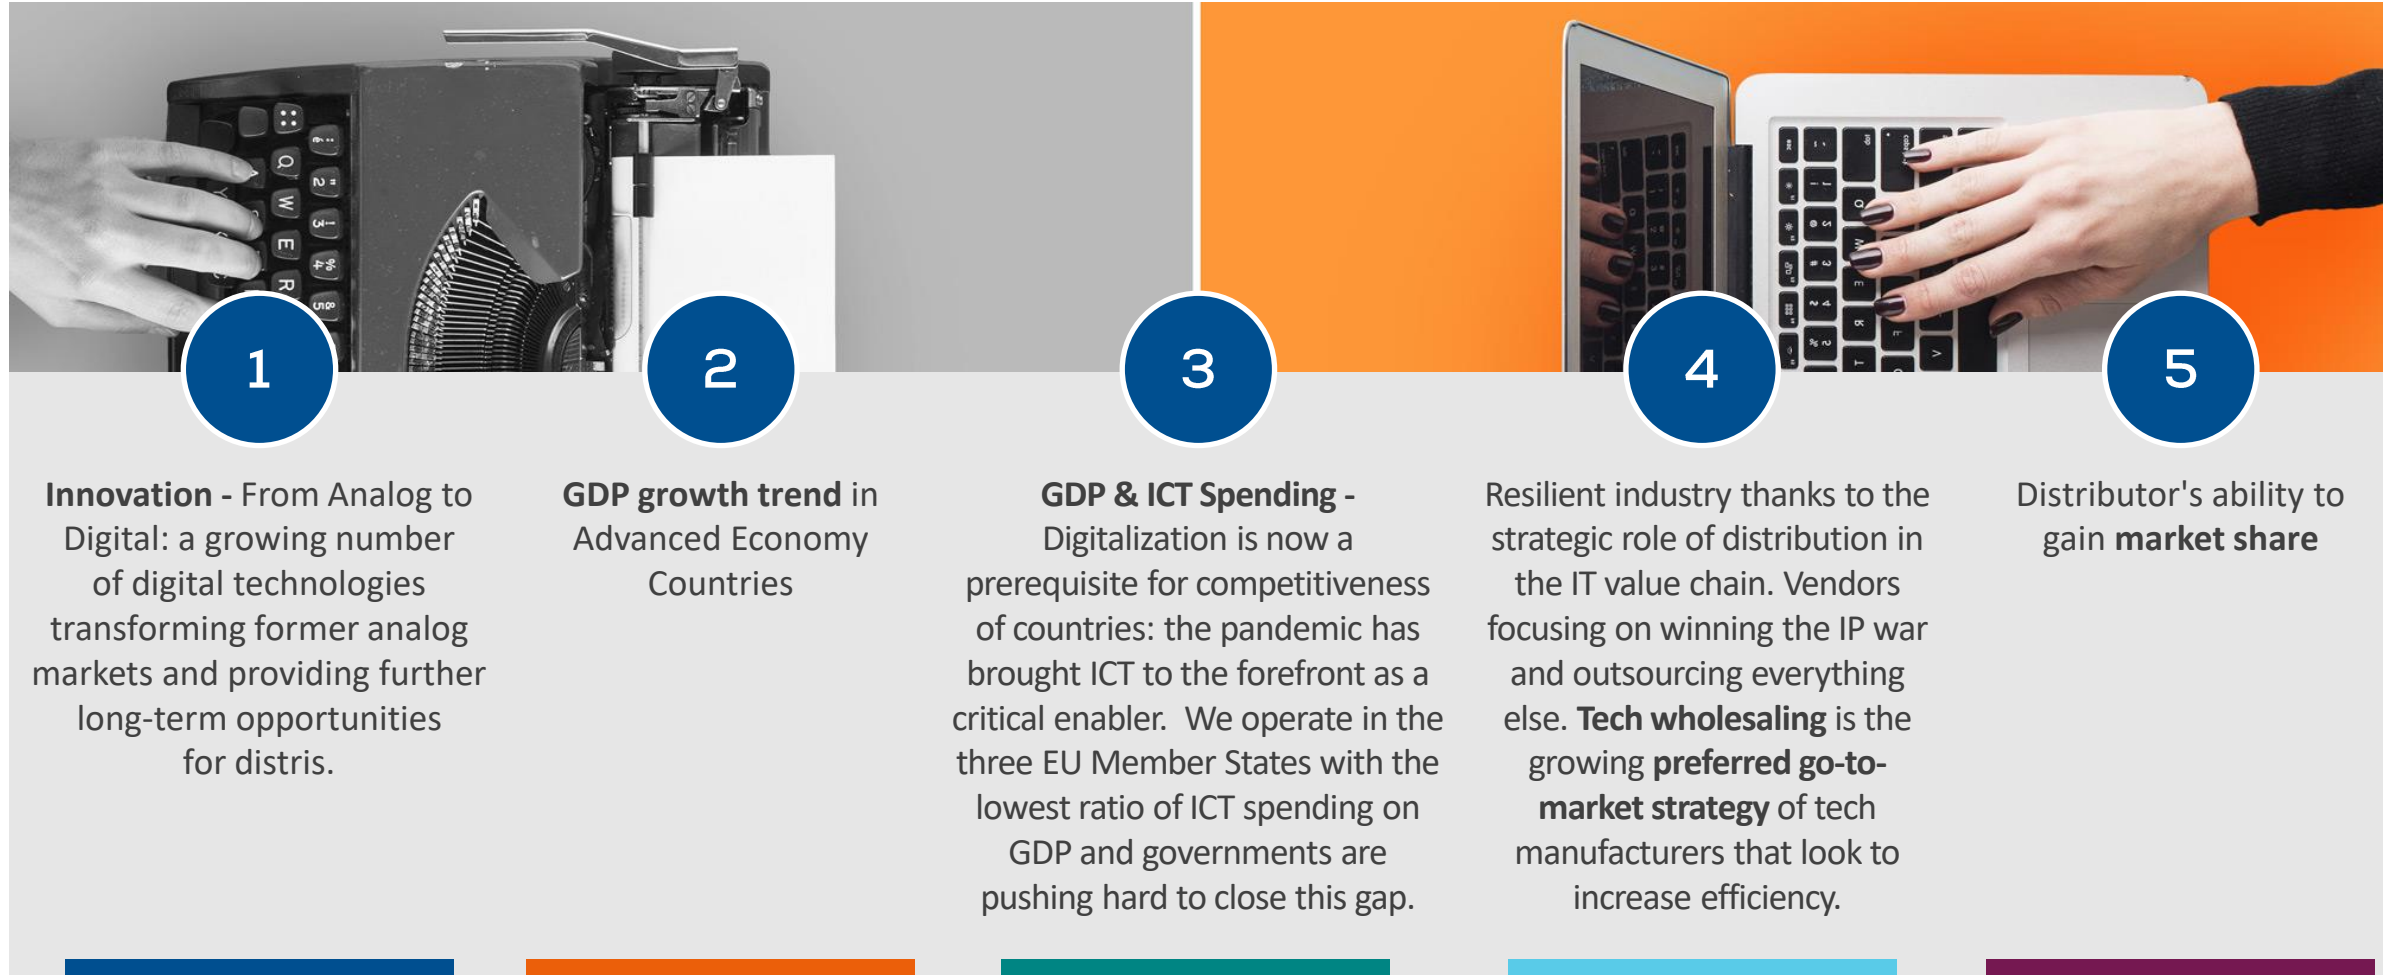 1
Innovation - From Analog to
Digital: a growing number
of digital technologies
transforming former analog
markets and providing further
long-term opportunities
for distris.
2
GDP growth trend in
Advanced Economy
Countries
3
GDP & ICT Spending -
Digitalization is now a
prerequisite for competitiveness
of countries: the pandemic has
brought ICT to the forefront as a
critical enabler.  We operate in the
three EU Member States with the
lowest ratio of ICT spending on
GDP and governments are
pushing hard to close this gap.
4
Resilient industry thanks to the
strategic role of distribution in
the IT value chain. Vendors
focusing on winning the IP war
and outsourcing everything
else. Tech wholesaling is the
growing preferred go-to-
market strategy of tech
manufacturers that look to
increase efficiency.
5
Distributor's ability to
gain market share